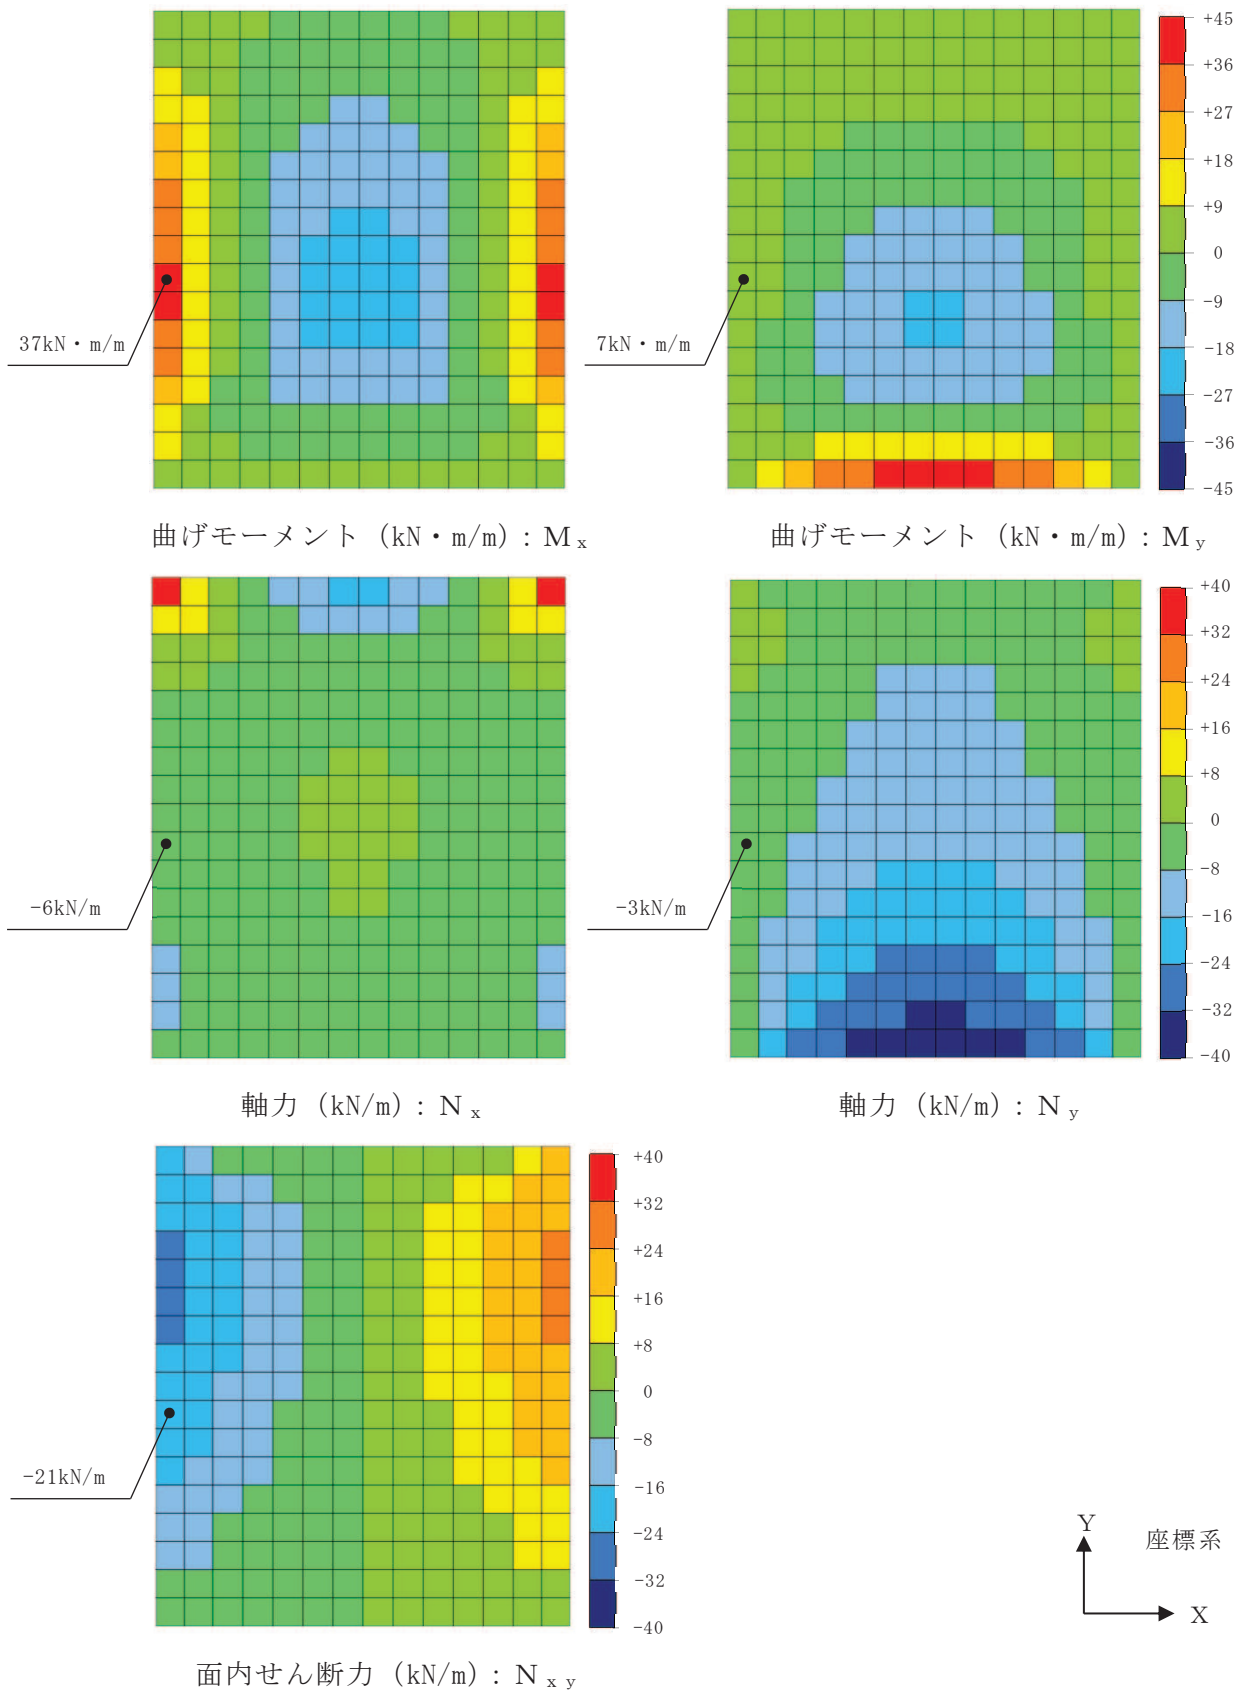 +45
+36
+27
+18
+9
0
-9
-18
-27
-36
-45
37kN・m/m
7kN・m/m
曲げモーメント (kN・m/m) : Mx
曲げモーメント (kN・m/m) : My
+40
+32
+24
+16
+8
0
-8
-16
-24
-32
-40
-6kN/m
-3kN/m
軸力 (kN/m) : Nx
軸力 (kN/m) : Ny
+40
+32
+24
+16
+8
0
-8
-16
-24
-32
-40
-21kN/m
Y
座標系
X
面内せん断力 (kN/m) : Nxy